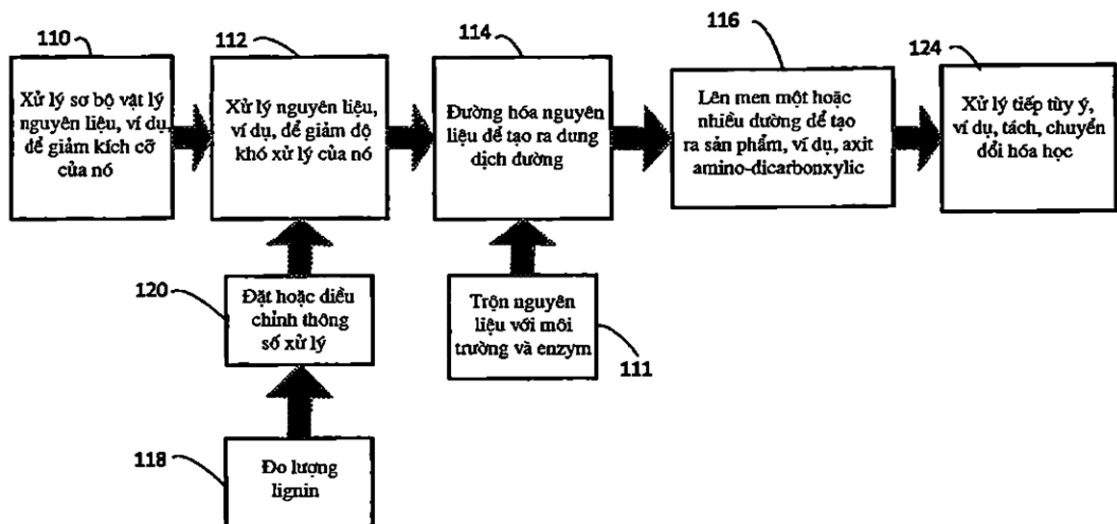 110
Xử lý sơ bộ vật lý
nguyên liệu, ví dụ,
để giảm kích cỡ
của nó
112
Xử lý nguyên liệu,
ví dụ, để giảm độ
khó xử lý của nó
114
Đường hóa nguyên
liệu để tạo ra dung
dịch đường
116
Lên men một hoặc
nhiều đường để tạo
ra sản phẩm, ví dụ, axit
amino-dicarbonxylic
124
Xử lý tiếp tùy ý,
ví dụ, tách, chuyển
đổi hóa học
120
Đặt hoặc điều
chỉnh thông
số xử lý
Trộn nguyên
liệu với môi
trường và enzym
111
118
Đo lượng
lignin